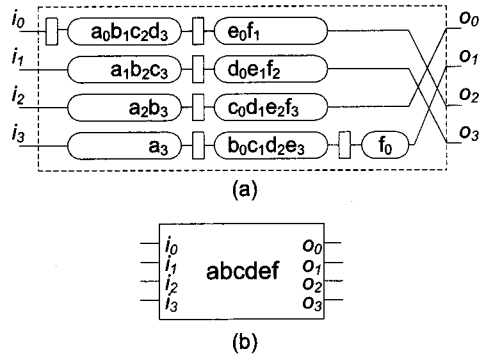 i₀ a₀b₁c₂d₃ e₀f₁ o₀
i₁ a₁b₂c₃ d₀e₁f₂ o₁
i₂ a₂b₃ c₀d₁e₂f₃ o₂
i₃ a₃ b₀c₁d₂e₃ f₀ o₃
(a)
i₀ o₀
i₁ o₁
abcdef
i₂ o₂
i₃ o₃
(b)